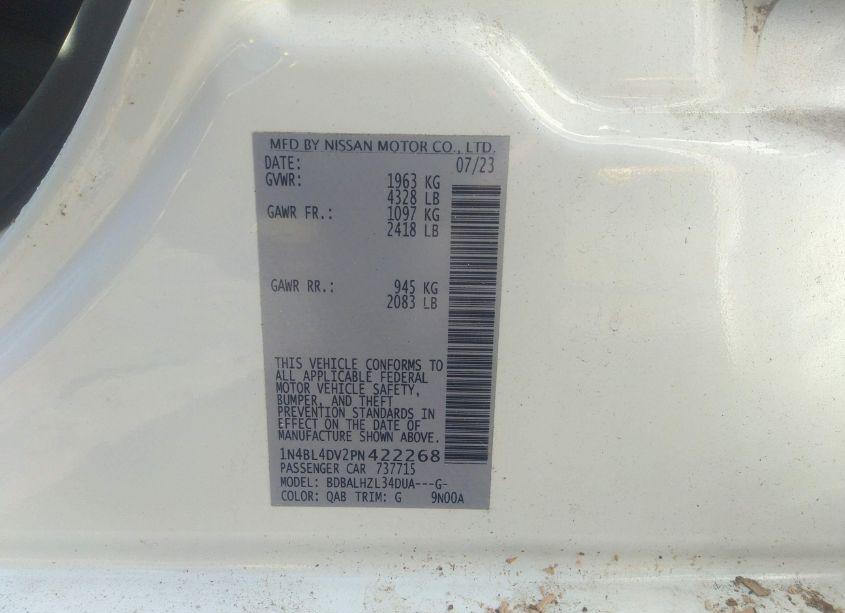 MFD BY NISSAN MOTOR CO., LTD.
DATE: 07/23
GVWR: 1963 KG
4328 LB
GAWR FR.: 1097 KG
2418 LB
GAWR RR.: 945 KG
2083 LB
THIS VEHICLE CONFORMS TO
ALL APPLICABLE FEDERAL
MOTOR VEHICLE SAFETY,
BUMPER, AND THEFT
PREVENTION STANDARDS IN
EFFECT ON THE DATE OF
MANUFACTURE SHOWN ABOVE.
1N4BL4DV2PN422268
PASSENGER CAR 737715
MODEL: BDBALHZL34DUA---G-
COLOR: QAB TRIM: G 9N00A